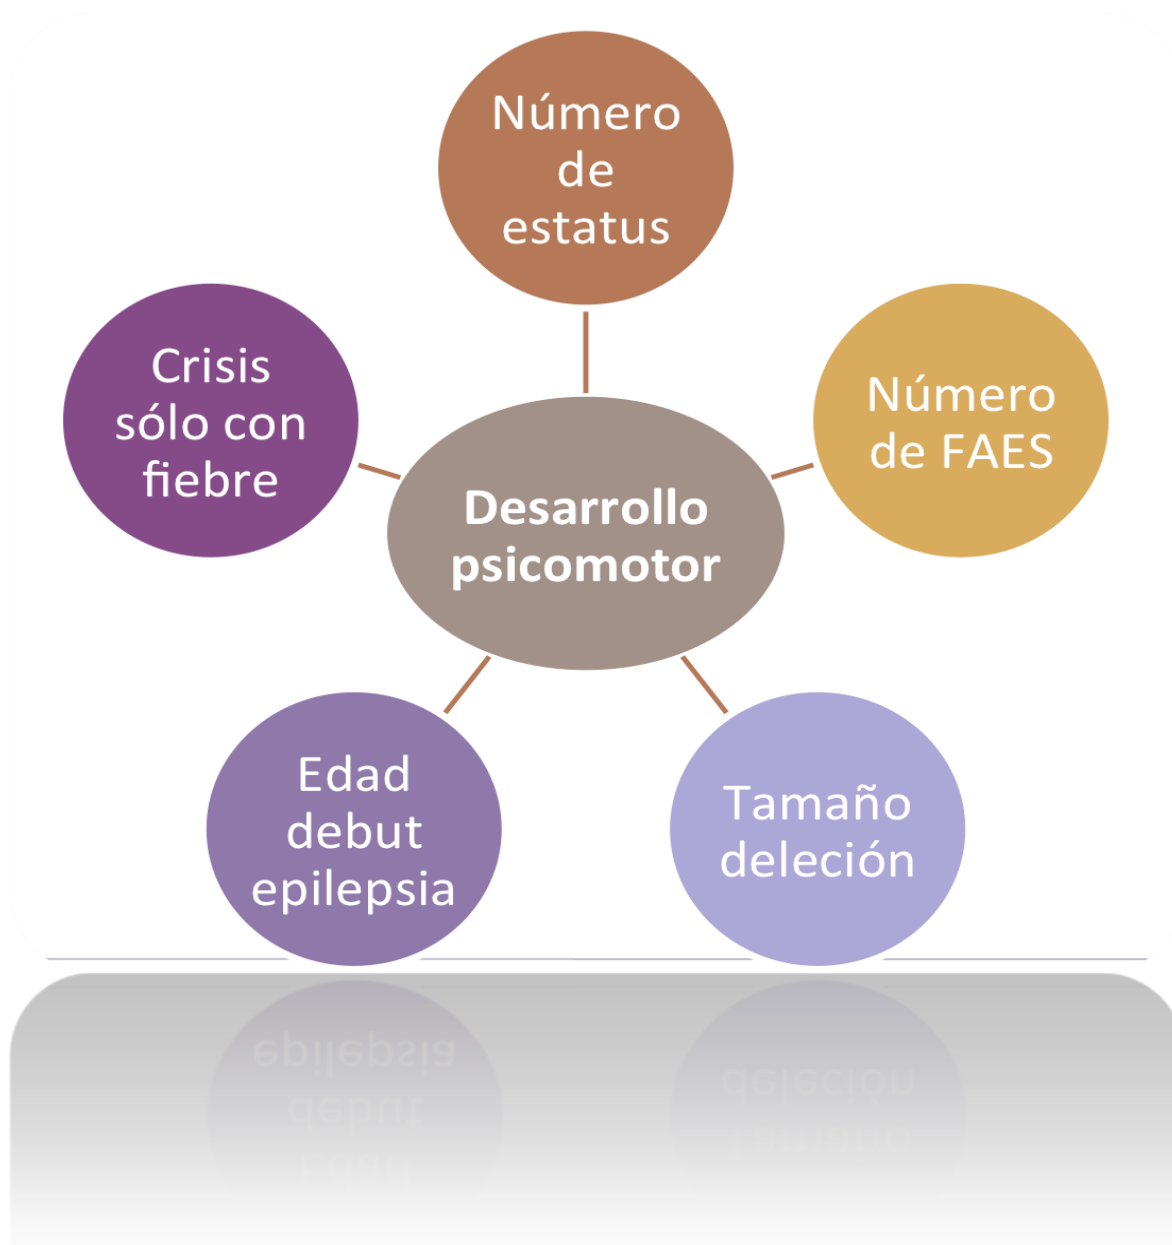 Número
de
estatus
Crisis
sólo con
fiebre
Número
de FAES
Desarrollo
psicomotor
Edad
debut
epilepsia
Tamaño
deleción